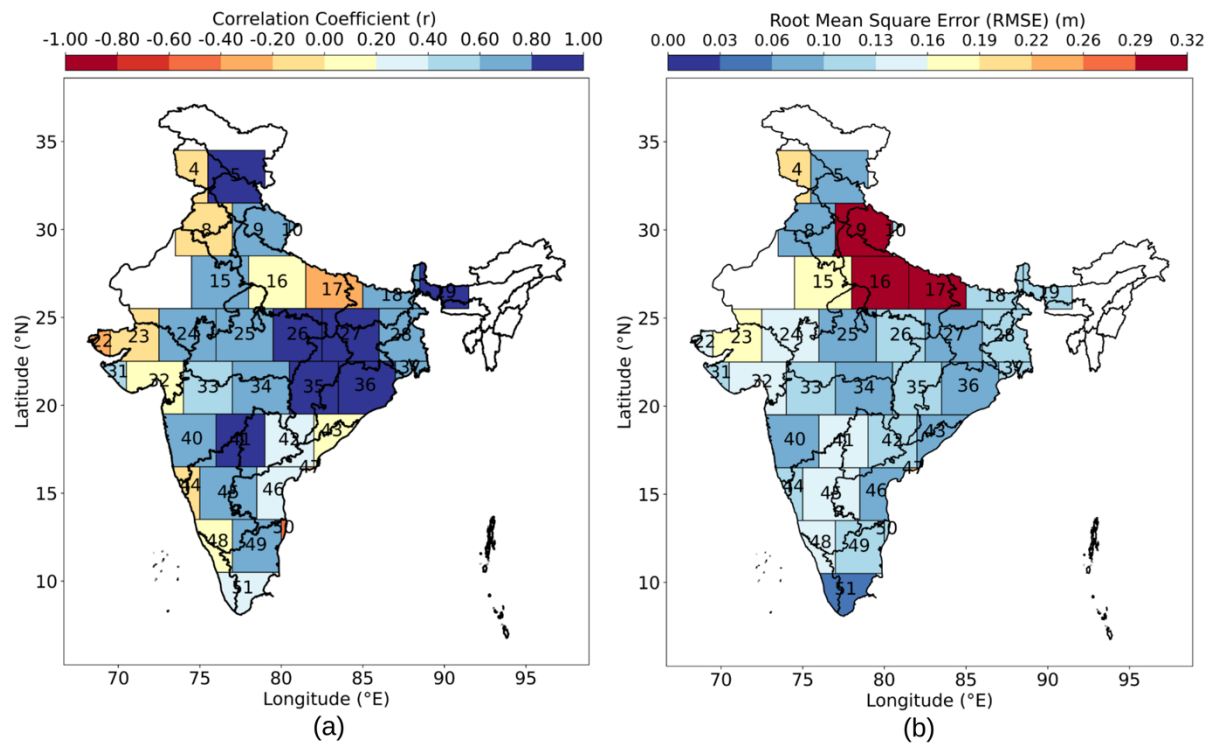 Correlation Coefficient (r)
-1.00 -0.80 -0.60 -0.40 -0.20 0.00 0.20 0.40 0.60 0.80 1.00
35
30
25
20
15
10
Latitude (°N)
4 5
8 9 10
15 16 17 18 19
22 23 24 25 26 27 28
31 32 33 34 35 36 37
40 41 42 43
44 45 46 47
48 49 50
51
70 75 80 85 90 95
Longitude (°E)
(a)
Root Mean Square Error (RMSE) (m)
0.00 0.03 0.06 0.10 0.13 0.16 0.19 0.22 0.26 0.29 0.32
35
30
25
20
15
10
Latitude (°N)
4 5
8 9 10
15 16 17 18 19
22 23 24 25 26 27 28
31 32 33 34 35 36 37
40 41 42 43
44 45 46 47
48 49 50
51
70 75 80 85 90 95
Longitude (°E)
(b)